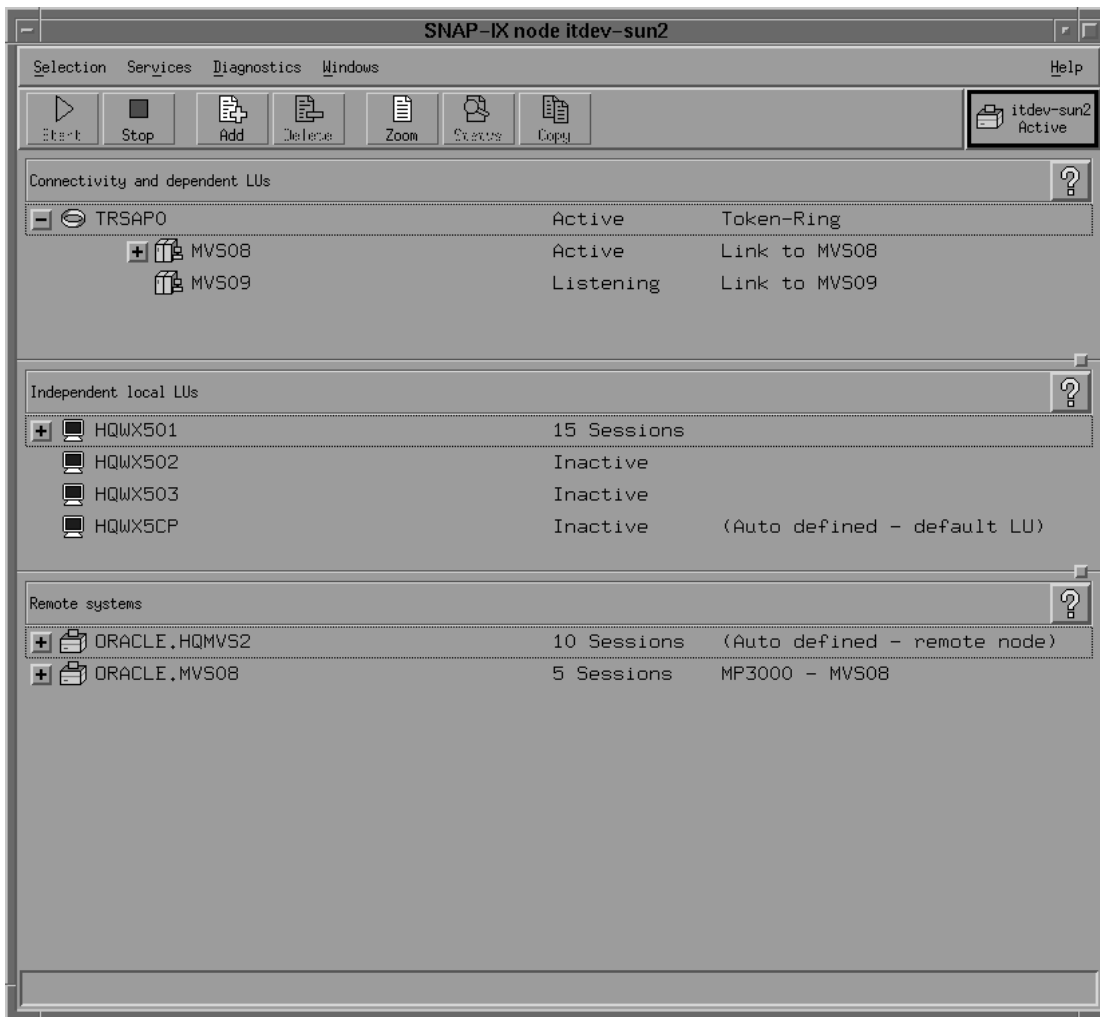 SNAP-IX node itdev-sun2
Selection Services Diagnostics Windows Help
Start Stop Add Delete Zoom Status Copy itdev-sun2
Active
Connectivity and dependent LUs ?
TRSAP0 Active Token-Ring
MVS08 Active Link to MVS08
MVS09 Listening Link to MVS09
Independent local LUs ?
HQWX501 15 Sessions
HQWX502 Inactive
HQWX503 Inactive
HQWX5CP Inactive (Auto defined - default LU)
Remote systems ?
ORACLE.HQMVS2 10 Sessions (Auto defined - remote node)
ORACLE.MVS08 5 Sessions MP3000 - MVS08